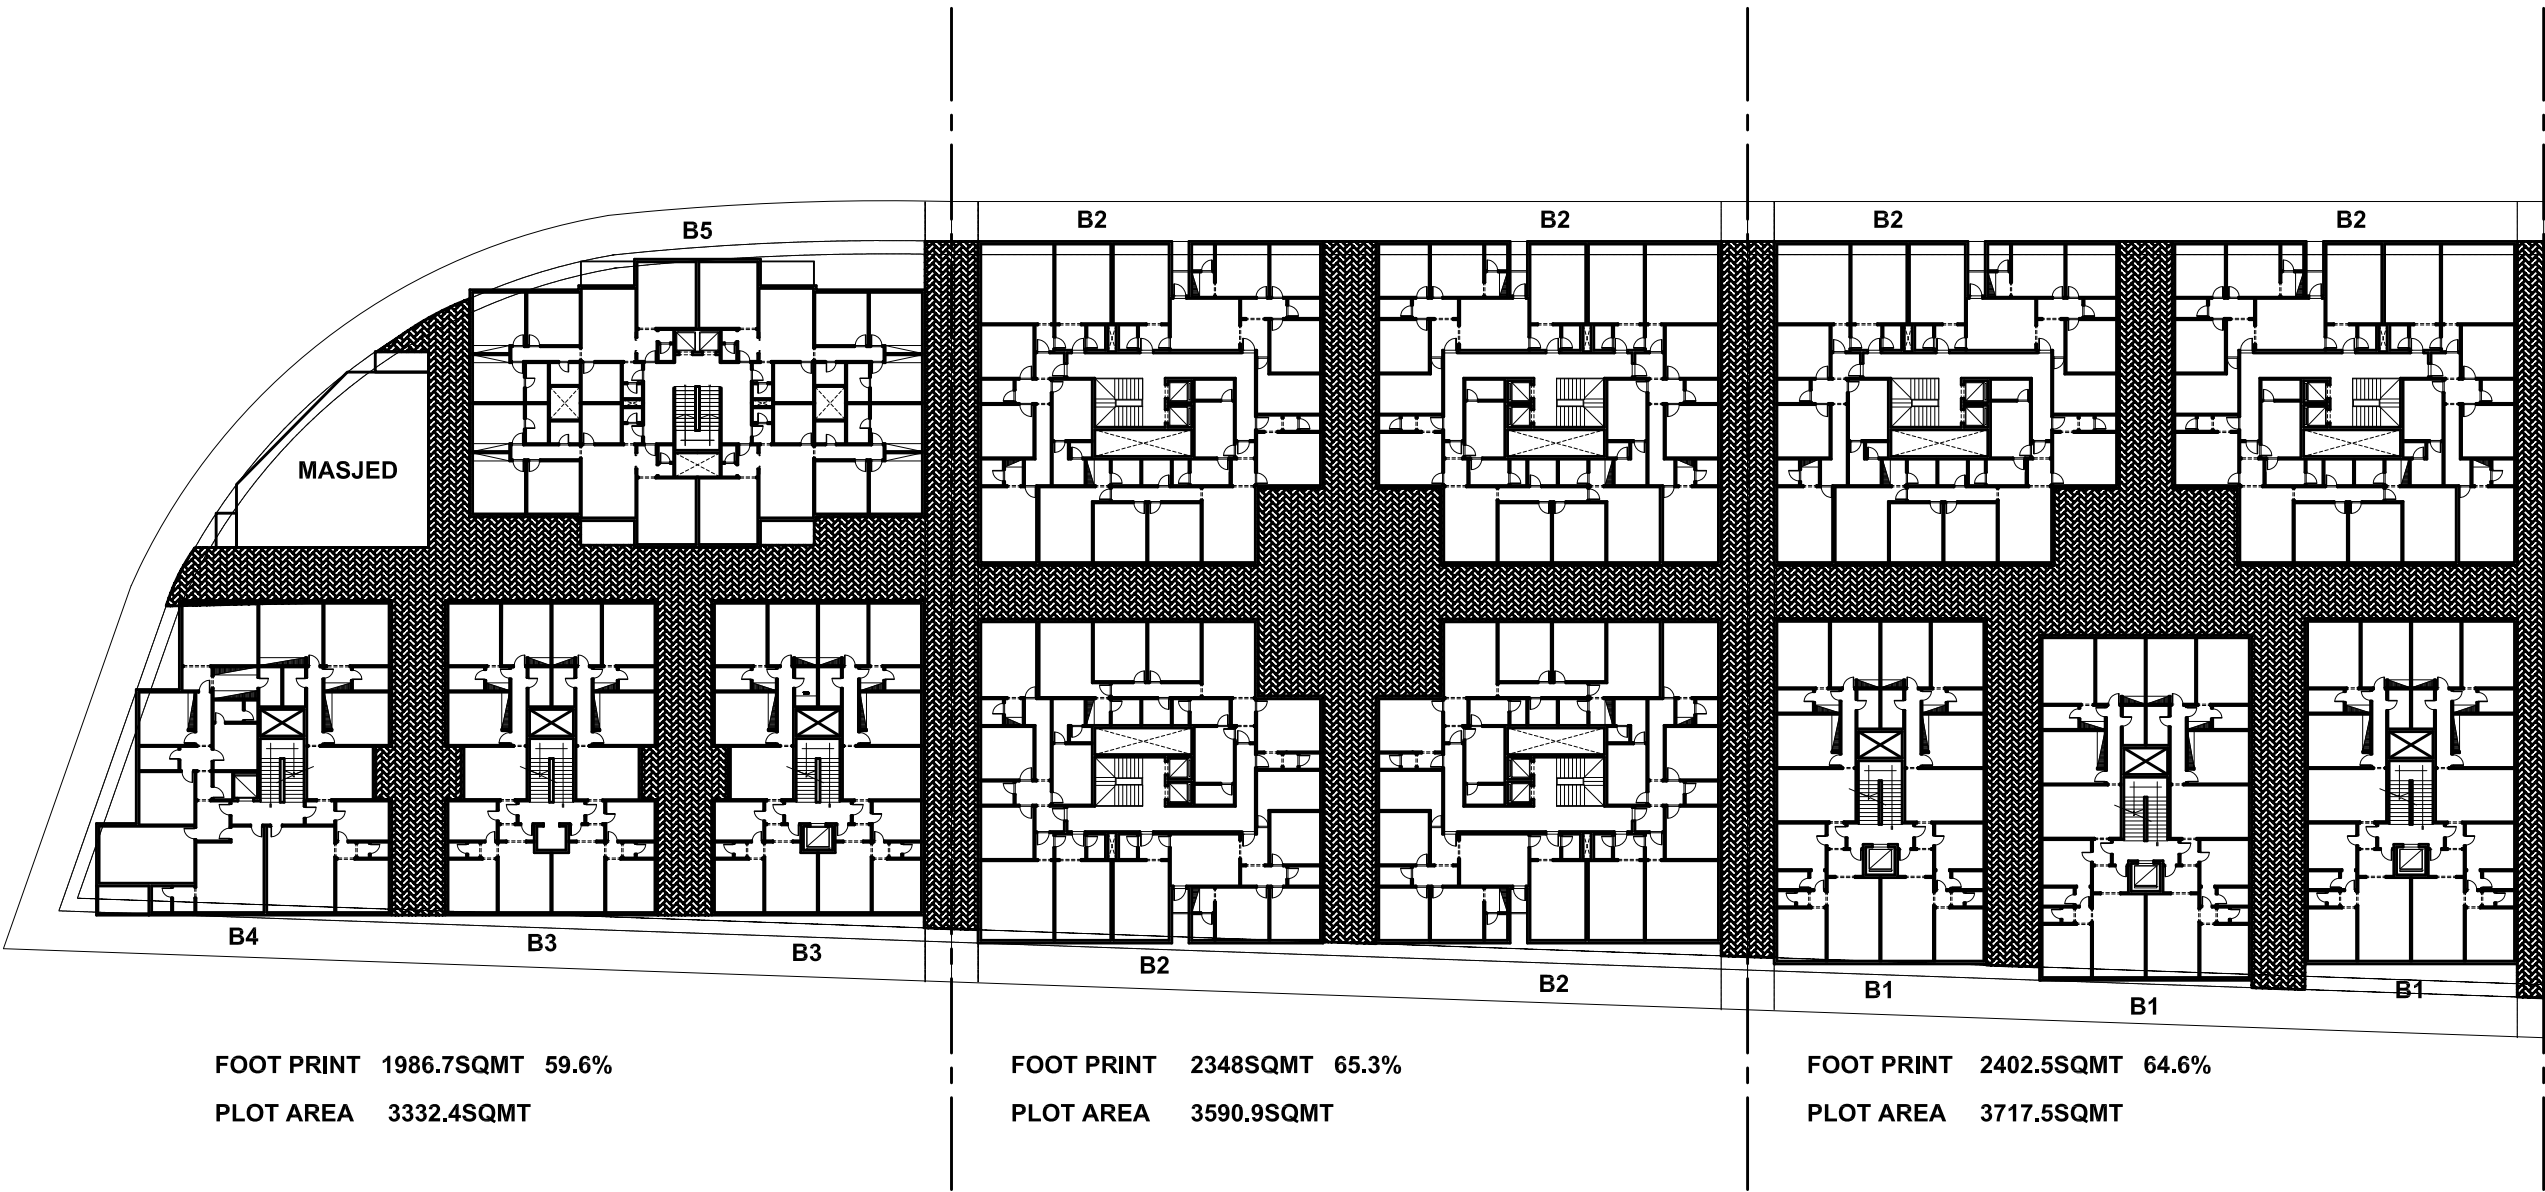 B5
B2
B2
B2
B2
MASJED
B4
B3
B3
B2
B2
B1
B1
B1
FOOT PRINT 1986.7SQMT 59.6%
PLOT AREA 3332.4SQMT
FOOT PRINT 2348SQMT 65.3%
PLOT AREA 3590.9SQMT
FOOT PRINT 2402.5SQMT 64.6%
PLOT AREA 3717.5SQMT